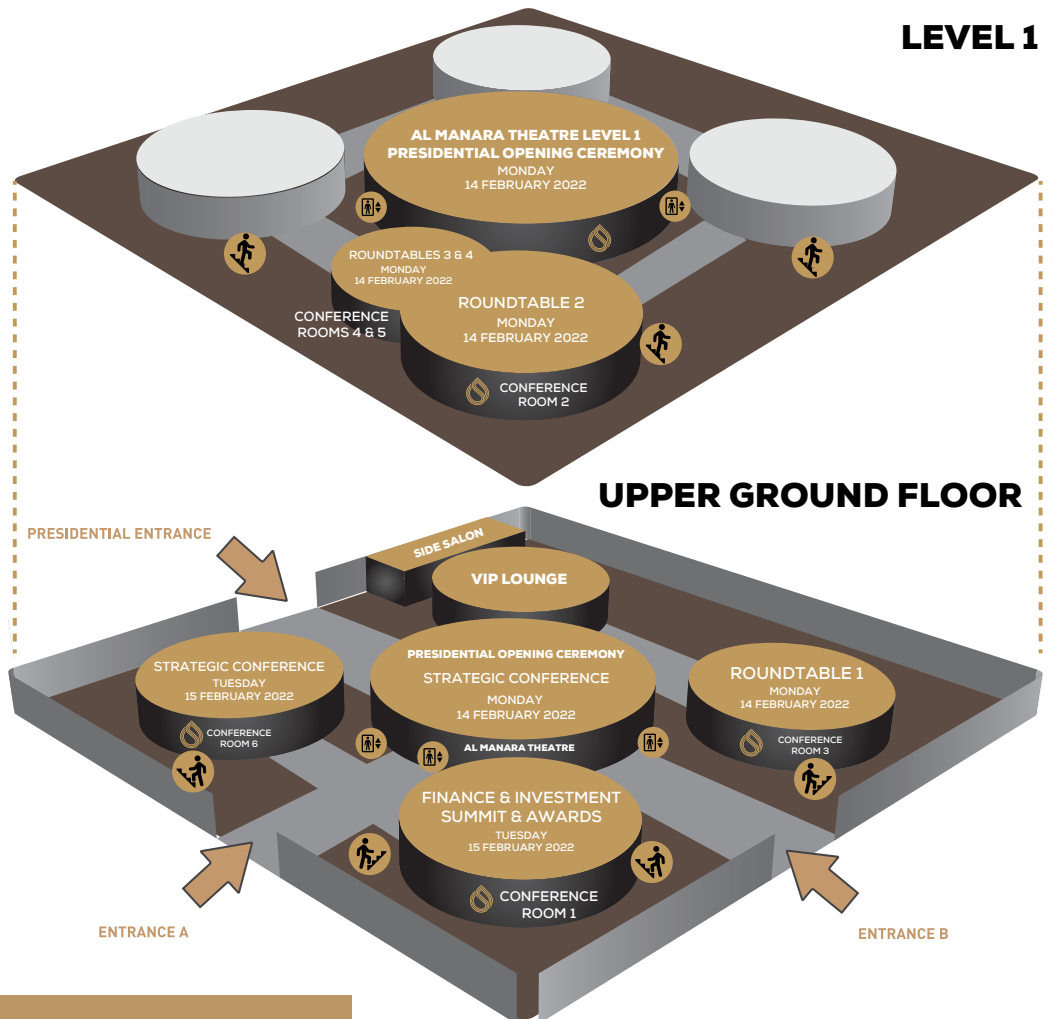 LEVEL 1
AL MANARA THEATRE LEVEL 1
PRESIDENTIAL OPENING CEREMONY
MONDAY
14 FEBRUARY 2022
ROUNDTABLES 3 & 4
MONDAY
14 FEBRUARY 2022
CONFERENCE
ROOMS 4 & 5
ROUNDTABLE 2
MONDAY
14 FEBRUARY 2022
CONFERENCE
ROOM 2
UPPER GROUND FLOOR
PRESIDENTIAL ENTRANCE
SIDE SALON
VIP LOUNGE
STRATEGIC CONFERENCE
TUESDAY
15 FEBRUARY 2022
CONFERENCE
ROOM 6
PRESIDENTIAL OPENING CEREMONY
STRATEGIC CONFERENCE
MONDAY
14 FEBRUARY 2022
AL MANARA THEATRE
ROUNDTABLE 1
MONDAY
14 FEBRUARY 2022
CONFERENCE
ROOM 3
FINANCE & INVESTMENT
SUMMIT & AWARDS
TUESDAY
15 FEBRUARY 2022
CONFERENCE
ROOM 1
ENTRANCE A
ENTRANCE B